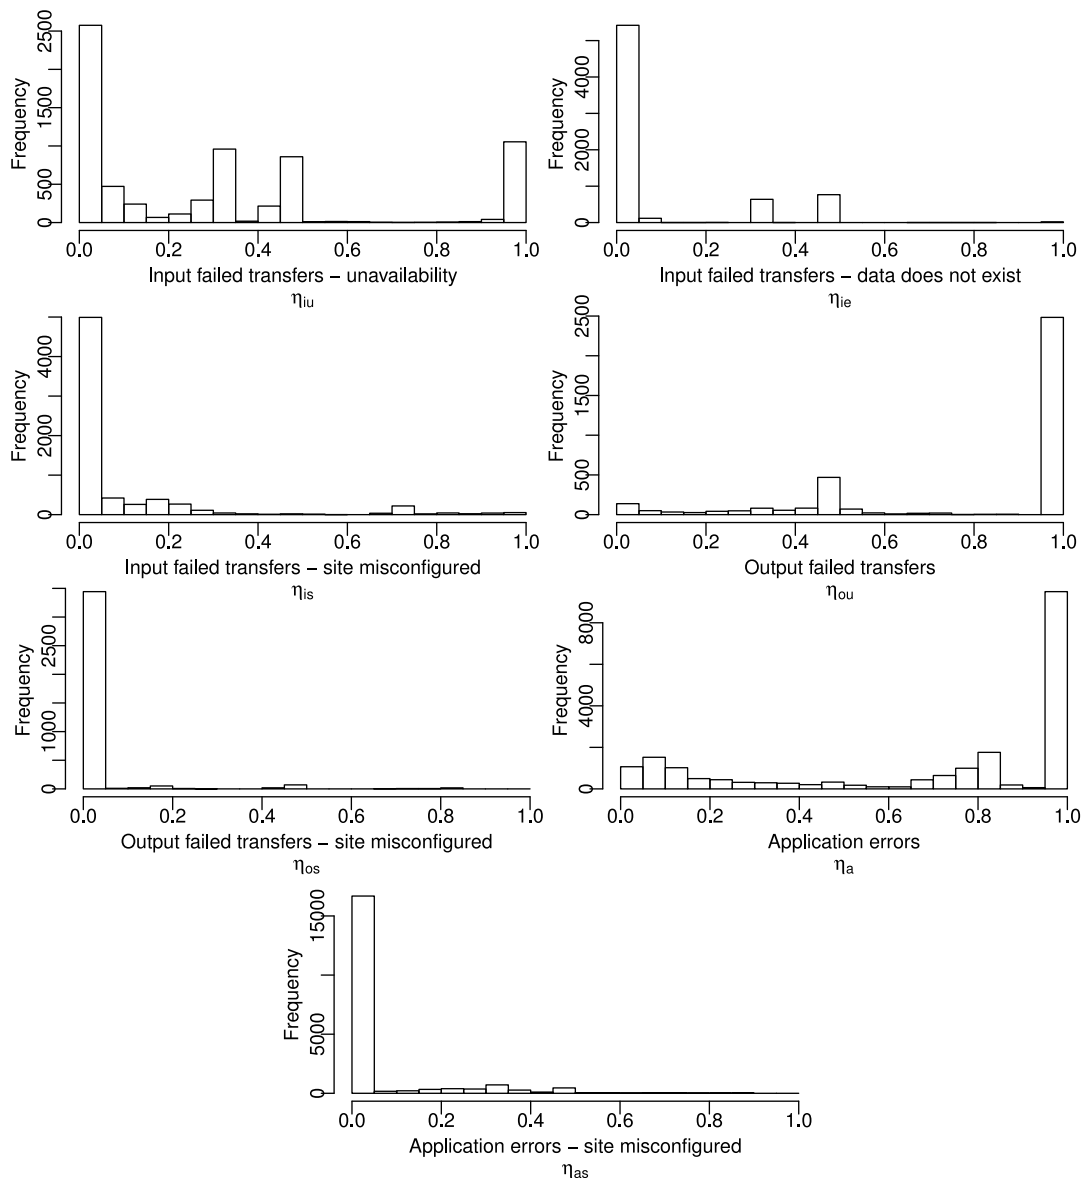 Frequency
2500
1500
500
0
0.0 0.2 0.4 0.6 0.8 1.0
Input failed transfers − unavailability
ηiu
Frequency
4000
2000
0
0.0 0.2 0.4 0.6 0.8 1.0
Input failed transfers − data does not exist
ηie
Frequency
4000
2000
0
0.0 0.2 0.4 0.6 0.8 1.0
Input failed transfers − site misconfigured
ηis
Frequency
2500
1500
500
0
0.0 0.2 0.4 0.6 0.8 1.0
Output failed transfers
ηou
Frequency
2500
1000
0
0.0 0.2 0.4 0.6 0.8 1.0
Output failed transfers − site misconfigured
ηos
Frequency
8000
4000
0
0.0 0.2 0.4 0.6 0.8 1.0
Application errors
ηa
Frequency
15000
5000
0
0.0 0.2 0.4 0.6 0.8 1.0
Application errors − site misconfigured
ηas